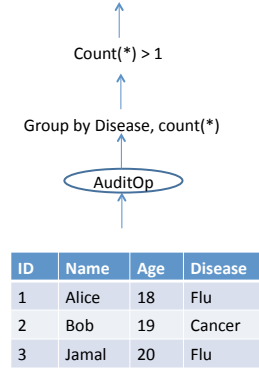 Count(*) > 1
Group by Disease, count(*)
AuditOp
ID Name Age Disease
1 Alice 18 Flu
2 Bob 19 Cancer
3 Jamal 20 Flu